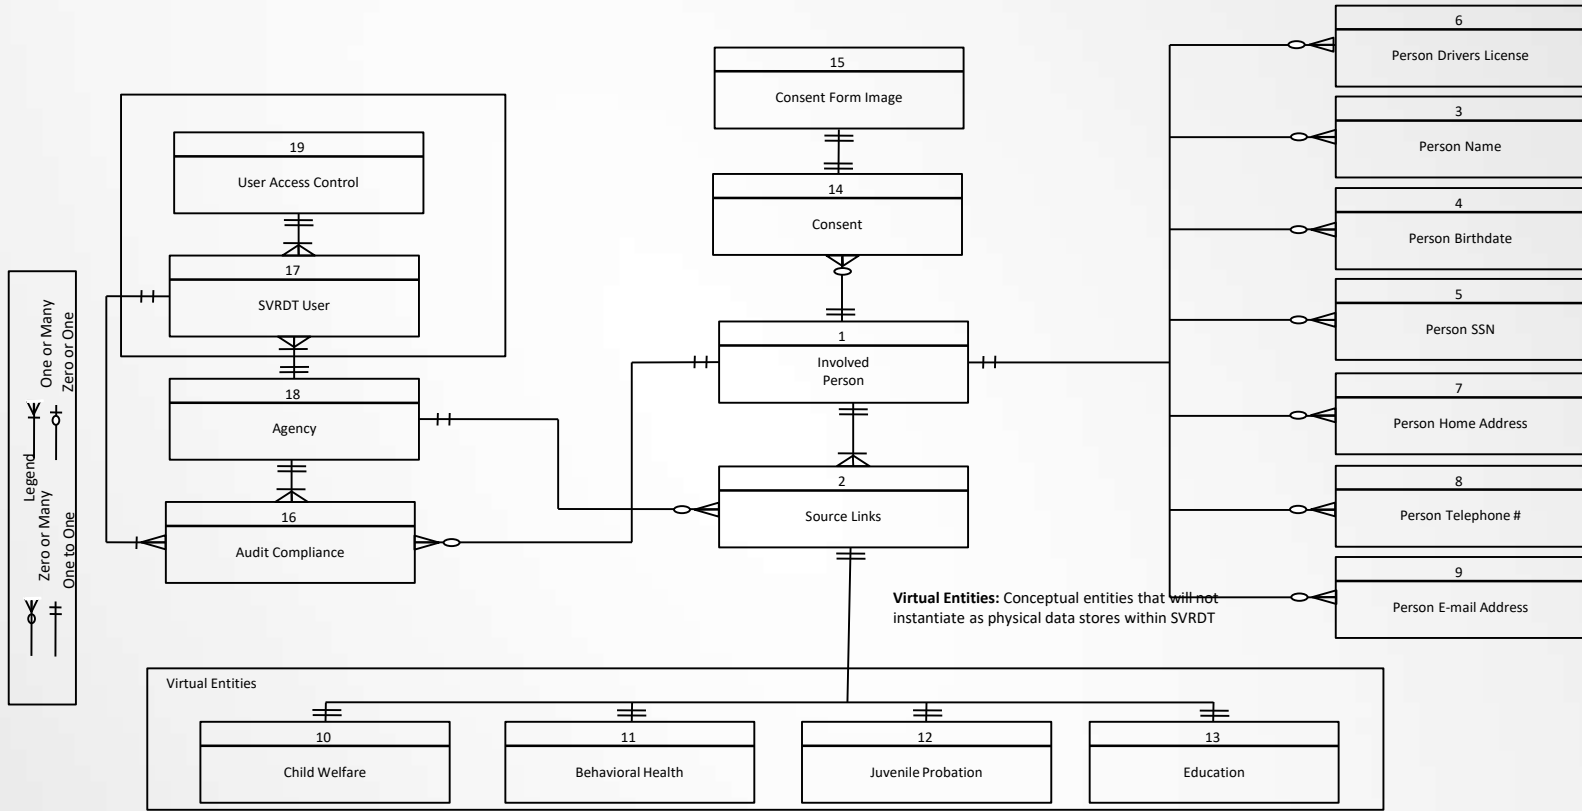 6
Person Drivers License
15
Consent Form Image
3
Person Name
19
User Access Control
14
Consent
4
Person Birthdate
17
SVRDT User
5
Person SSN
1
Involved
Person
18
Agency
7
Person Home Address
2
Source Links
8
Person Telephone #
16
Audit Compliance
9
Person E-mail Address
Legend
One or Many
Zero or One
Zero or Many
One to One
Virtual Entities: Conceptual entities that will not
instantiate as physical data stores within SVRDT
Virtual Entities
10
Child Welfare
11
Behavioral Health
12
Juvenile Probation
13
Education